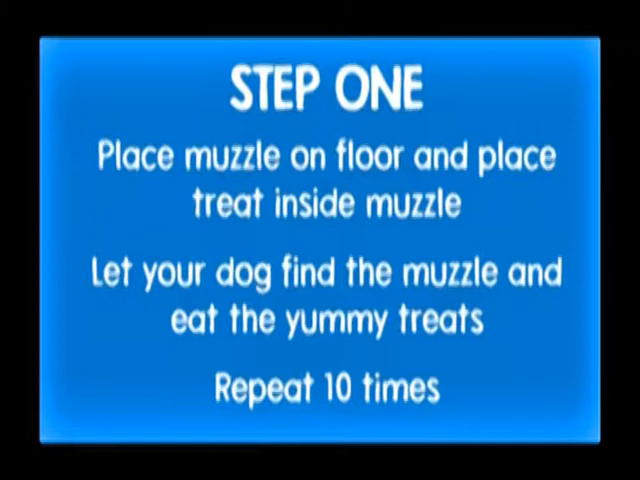 STEP ONE
Place muzzle on floor and place
treat inside muzzle
Let your dog find the muzzle and
eat the yummy treats
Repeat 10 times